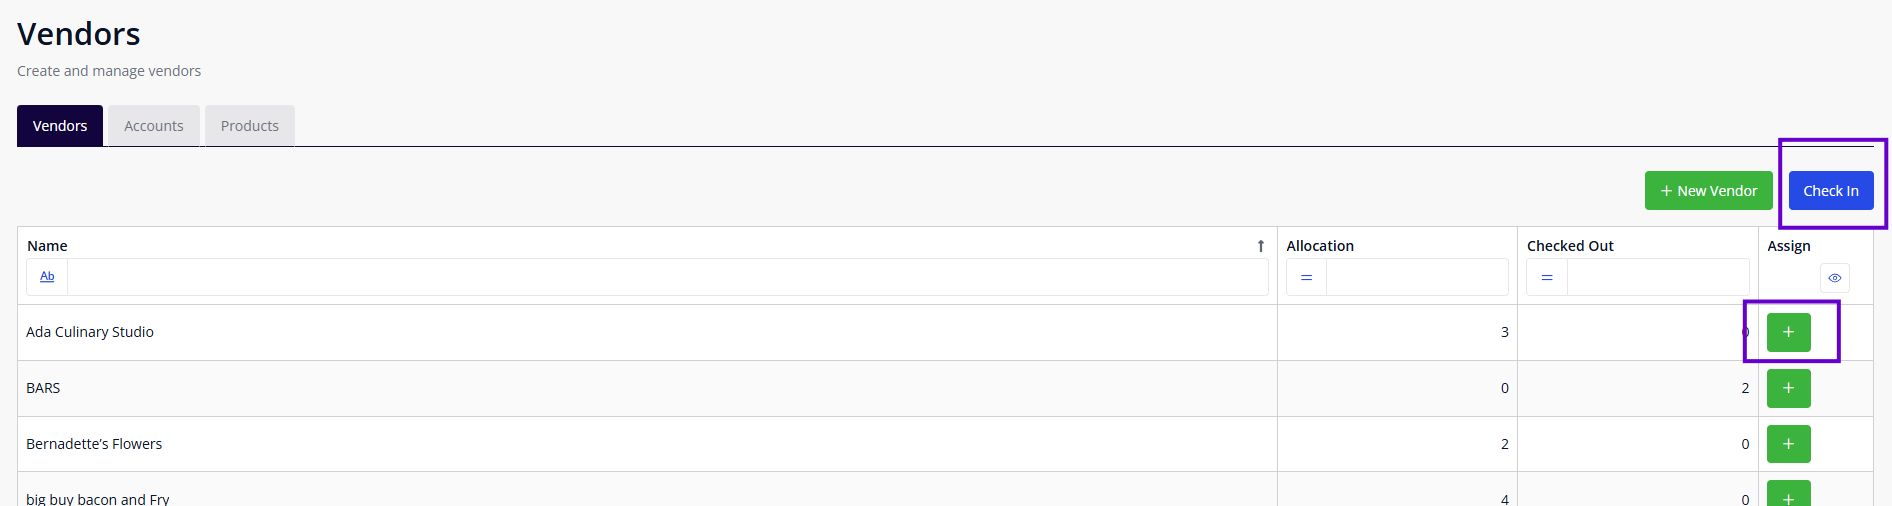 Vendors
Create and manage vendors
Vendors Accounts Products
+ New Vendor Check In
Name ↑ Allocation Checked Out Assign
Ab = =
Ada Culinary Studio 3 0 +
BARS 0 2 +
Bernadette’s Flowers 2 0 +
big buy bacon and Fry 4 0 +